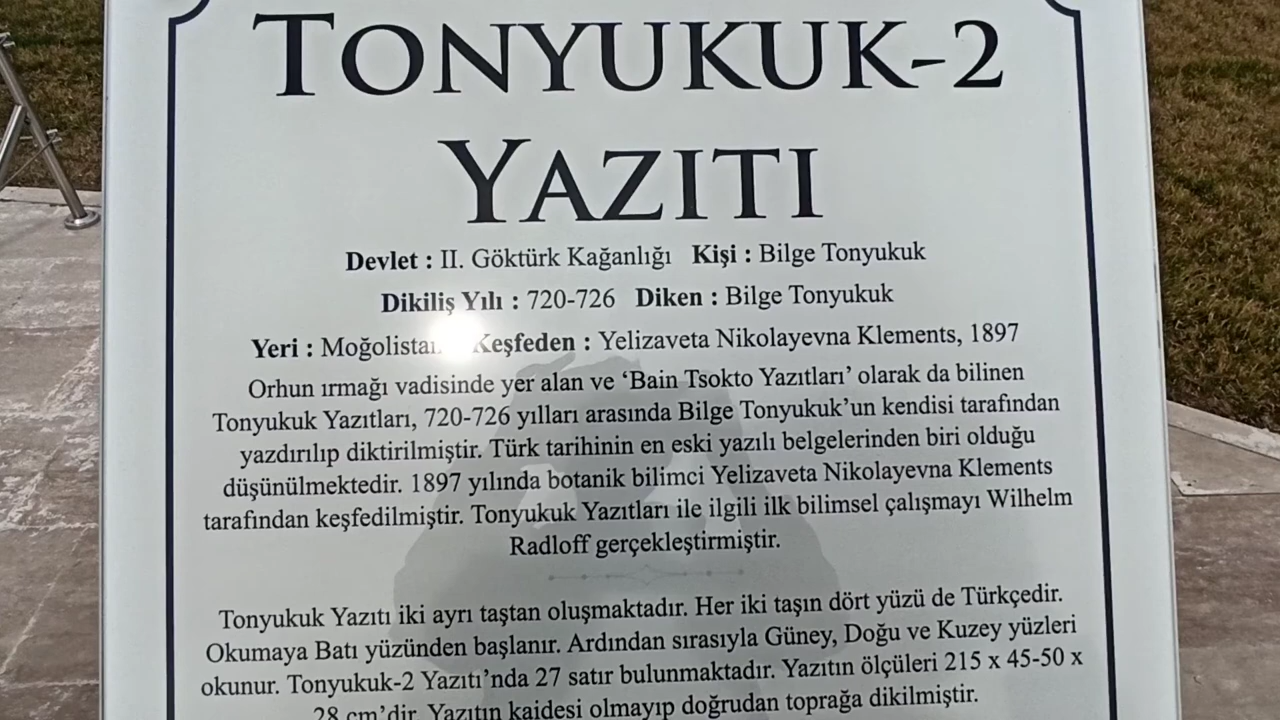 TONYUKUK-2
YAZITI
Devlet : II. Göktürk Kağanlığı Kişi : Bilge Tonyukuk
Dikiliş Yılı : 720-726 Diken : Bilge Tonyukuk
Yeri : Moğolistan Keşfeden : Yelizaveta Nikolayevna Klements, 1897
Orhun ırmağı vadisinde yer alan ve ‘Bain Tsokto Yazıtları’ olarak da bilinen
Tonyukuk Yazıtları, 720-726 yılları arasında Bilge Tonyukuk’un kendisi tarafından
yazdırılıp diktirilmiştir. Türk tarihinin en eski yazılı belgelerinden biri olduğu
düşünülmektedir. 1897 yılında botanik bilimci Yelizaveta Nikolayevna Klements
tarafından keşfedilmiştir. Tonyukuk Yazıtları ile ilgili ilk bilimsel çalışmayı Wilhelm
Radloff gerçekleştirmiştir.
Tonyukuk Yazıtı iki ayrı taştan oluşmaktadır. Her iki taşın dört yüzü de Türkçedir.
Okumaya Batı yüzünden başlanır. Ardından sırasıyla Güney, Doğu ve Kuzey yüzleri
okunur. Tonyukuk-2 Yazıtı’nda 27 satır bulunmaktadır. Yazıtın ölçüleri 215 x 45-50 x
28 cm’dir. Yazıtın kaidesi olmayıp doğrudan toprağa dikilmiştir.